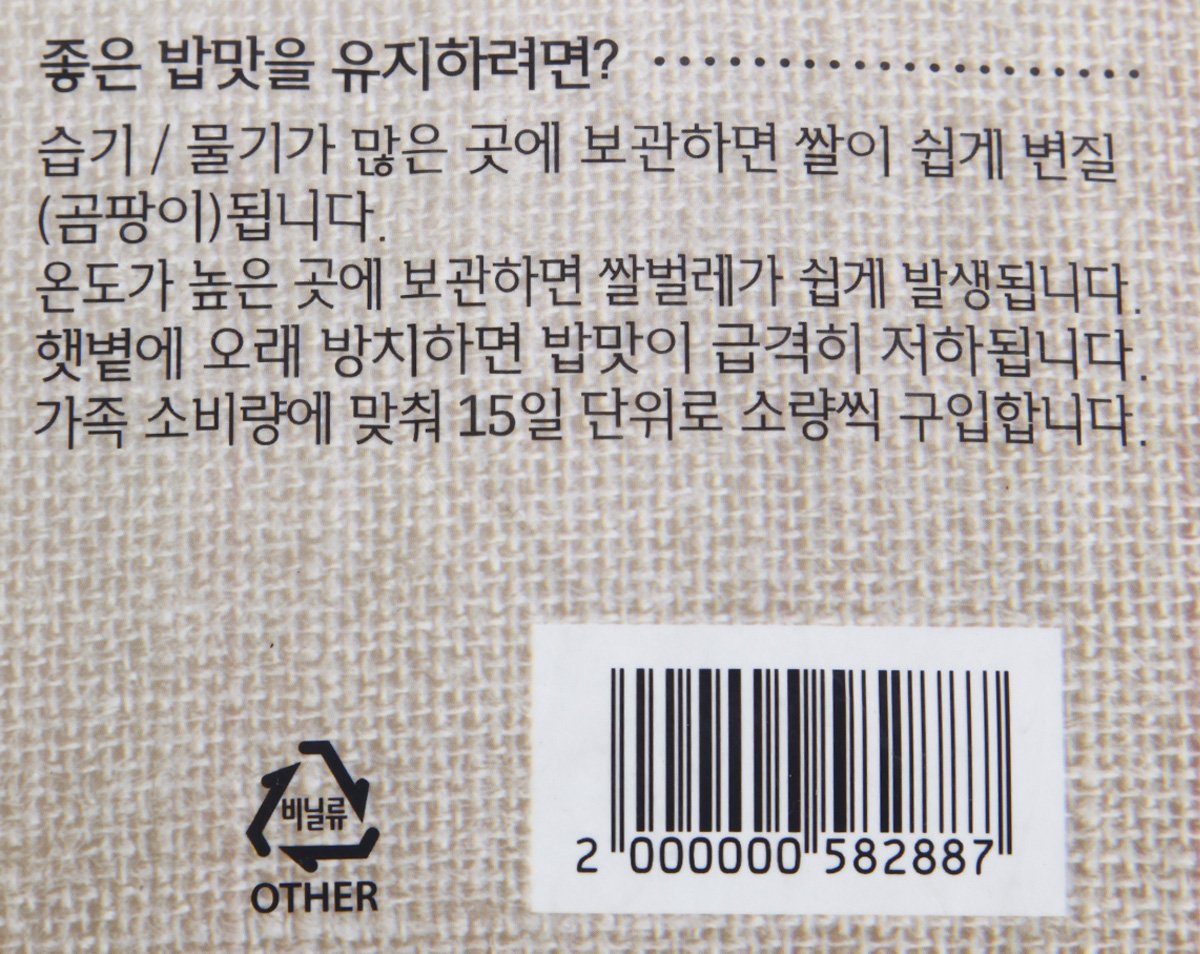 좋은 밥맛을 유지하려면? ························
습기 / 물기가 많은 곳에 보관하면 쌀이 쉽게 변질
(곰팡이)됩니다.
온도가 높은 곳에 보관하면 쌀벌레가 쉽게 발생됩니다.
햇볕에 오래 방치하면 밥맛이 급격히 저하됩니다.
가족 소비량에 맞춰 15일 단위로 소량씩 구입합니다.
비닐류
OTHER
2 000000 582887